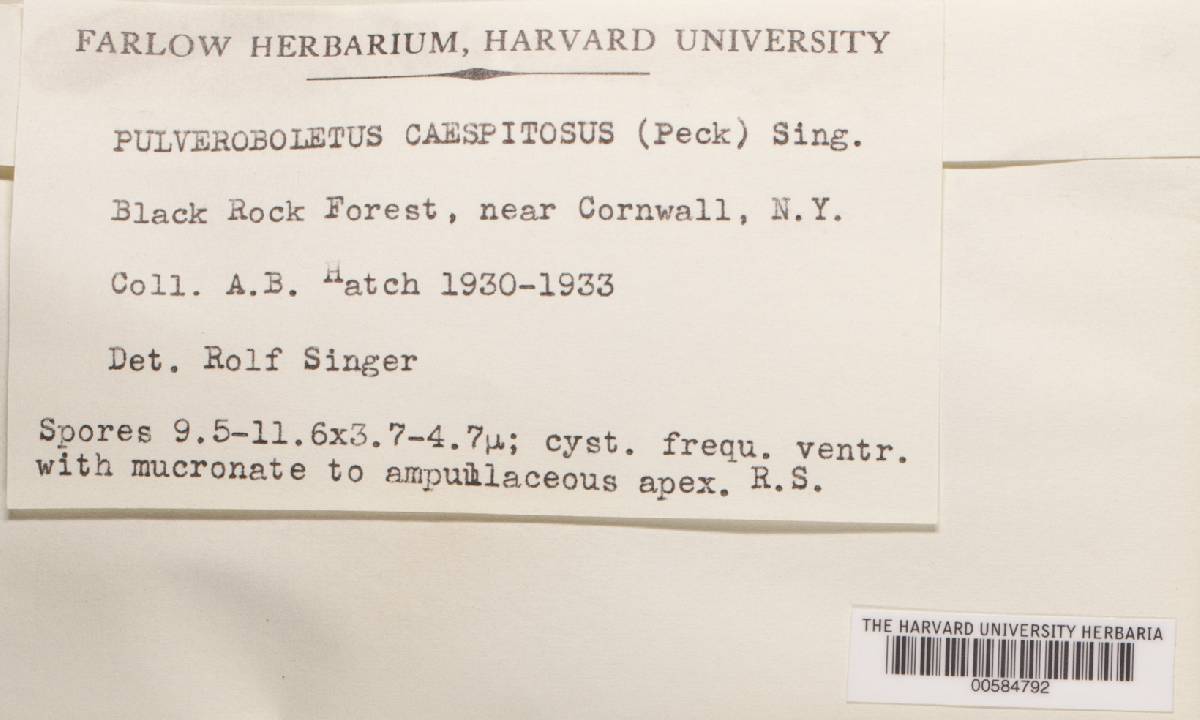 FARLOW HERBARIUM, HARVARD UNIVERSITY
PULVEROBOLETUS CAESPITOSUS (Peck) Sing.
Black Rock Forest, near Cornwall, N.Y.
Coll. A.B. Hatch 1930-1933
Det. Rolf Singer
Spores 9.5-11.6x3.7-4.7µ; cyst. frequ. ventr.
with mucronate to ampullaceous apex. R.S.
THE HARVARD UNIVERSITY HERBARIA
00584792